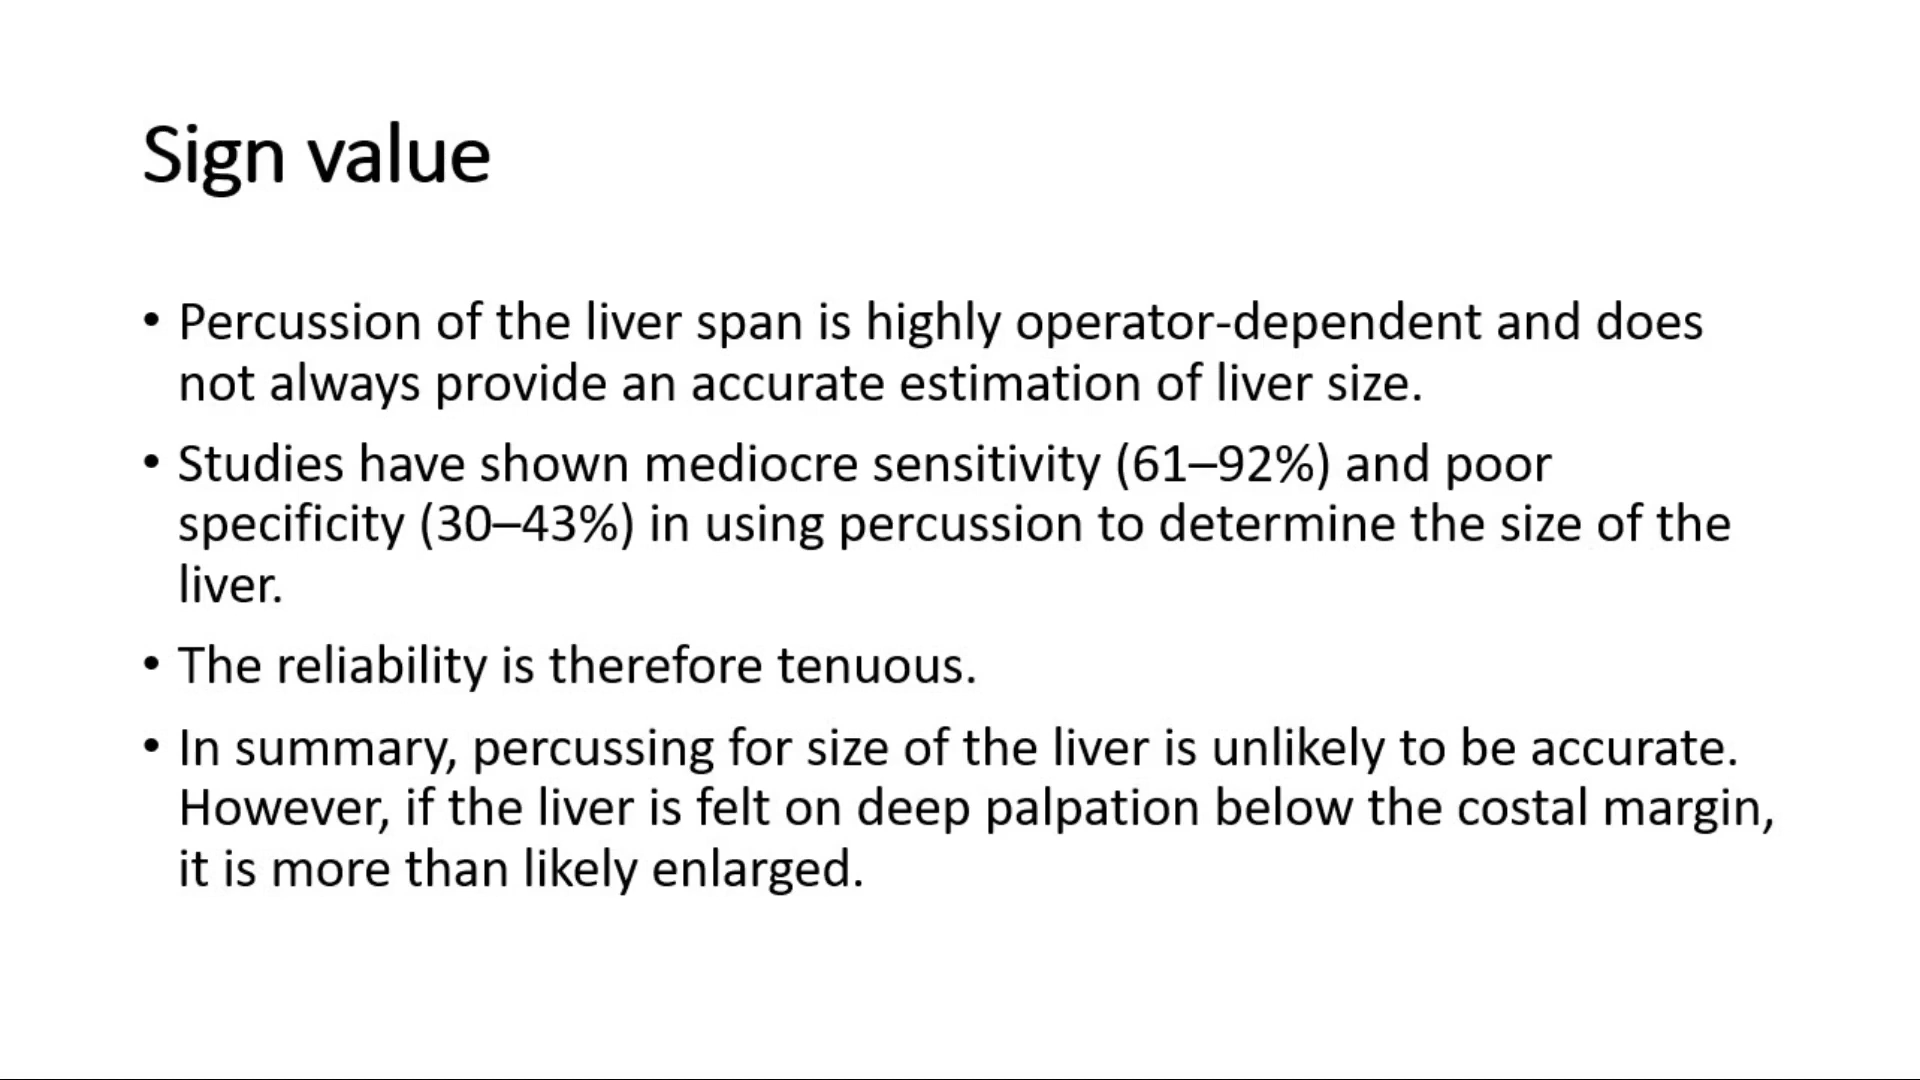 Sign value
• Percussion of the liver span is highly operator-dependent and does
not always provide an accurate estimation of liver size.
• Studies have shown mediocre sensitivity (61–92%) and poor
specificity (30–43%) in using percussion to determine the size of the
liver.
• The reliability is therefore tenuous.
• In summary, percussing for size of the liver is unlikely to be accurate.
However, if the liver is felt on deep palpation below the costal margin,
it is more than likely enlarged.